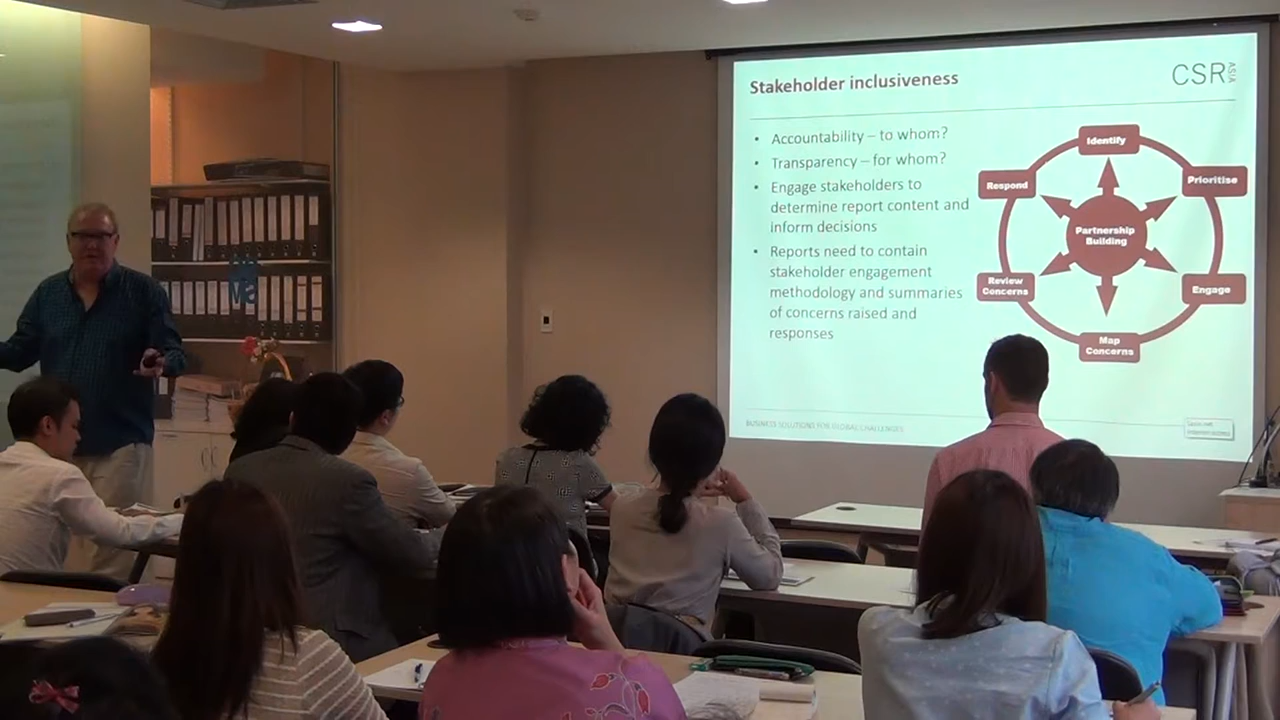 Stakeholder inclusiveness
CSR ASIA
• Accountability – to whom?
• Transparency – for whom?
• Engage stakeholders to
determine report content and
inform decisions
• Reports need to contain
stakeholder engagement
methodology and summaries
of concerns raised and
responses
Identify
Prioritise
Engage
Map
Concerns
Review
Concerns
Respond
Partnership
Building
BUSINESS SOLUTIONS FOR GLOBAL CHALLENGES